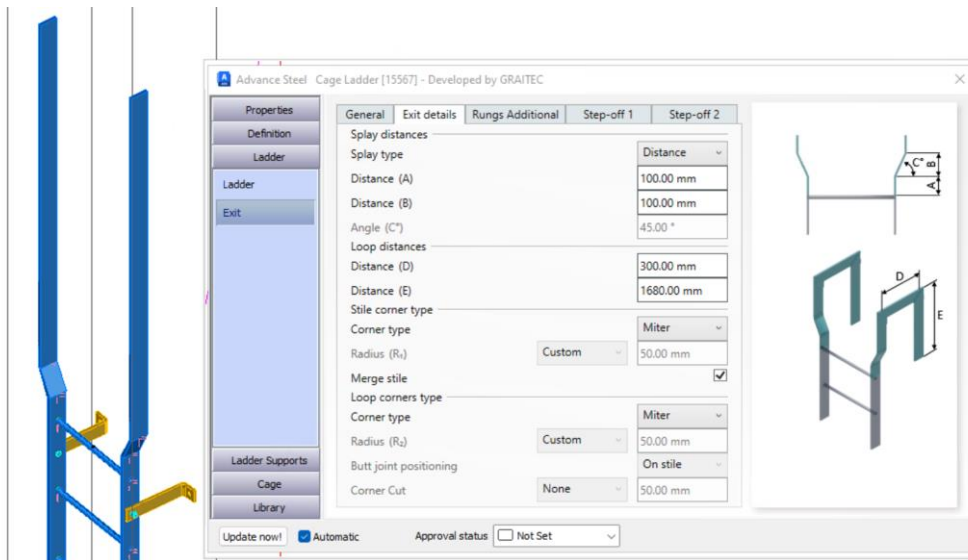 Advance Steel   Cage Ladder [15567] - Developed by GRAITEC
Properties
Definition
Ladder
Ladder
Exit
Ladder Supports
Cage
Library
General   Exit details   Rungs Additional   Step-off 1   Step-off 2
Splay distances
Splay type   Distance
Distance (A)   100.00 mm
Distance (B)   100.00 mm
Angle (C°)   45.00 °
Loop distances
Distance (D)   300.00 mm
Distance (E)   1680.00 mm
Stile corner type
Corner type   Miter
Radius (R₁)   Custom   50.00 mm
Merge stile
Loop corners type
Corner type   Miter
Radius (R₂)   Custom   50.00 mm
Butt joint positioning   On stile
Corner Cut   None   50.00 mm
C°
B
A
D
E
Update now!   Automatic   Approval status   Not Set